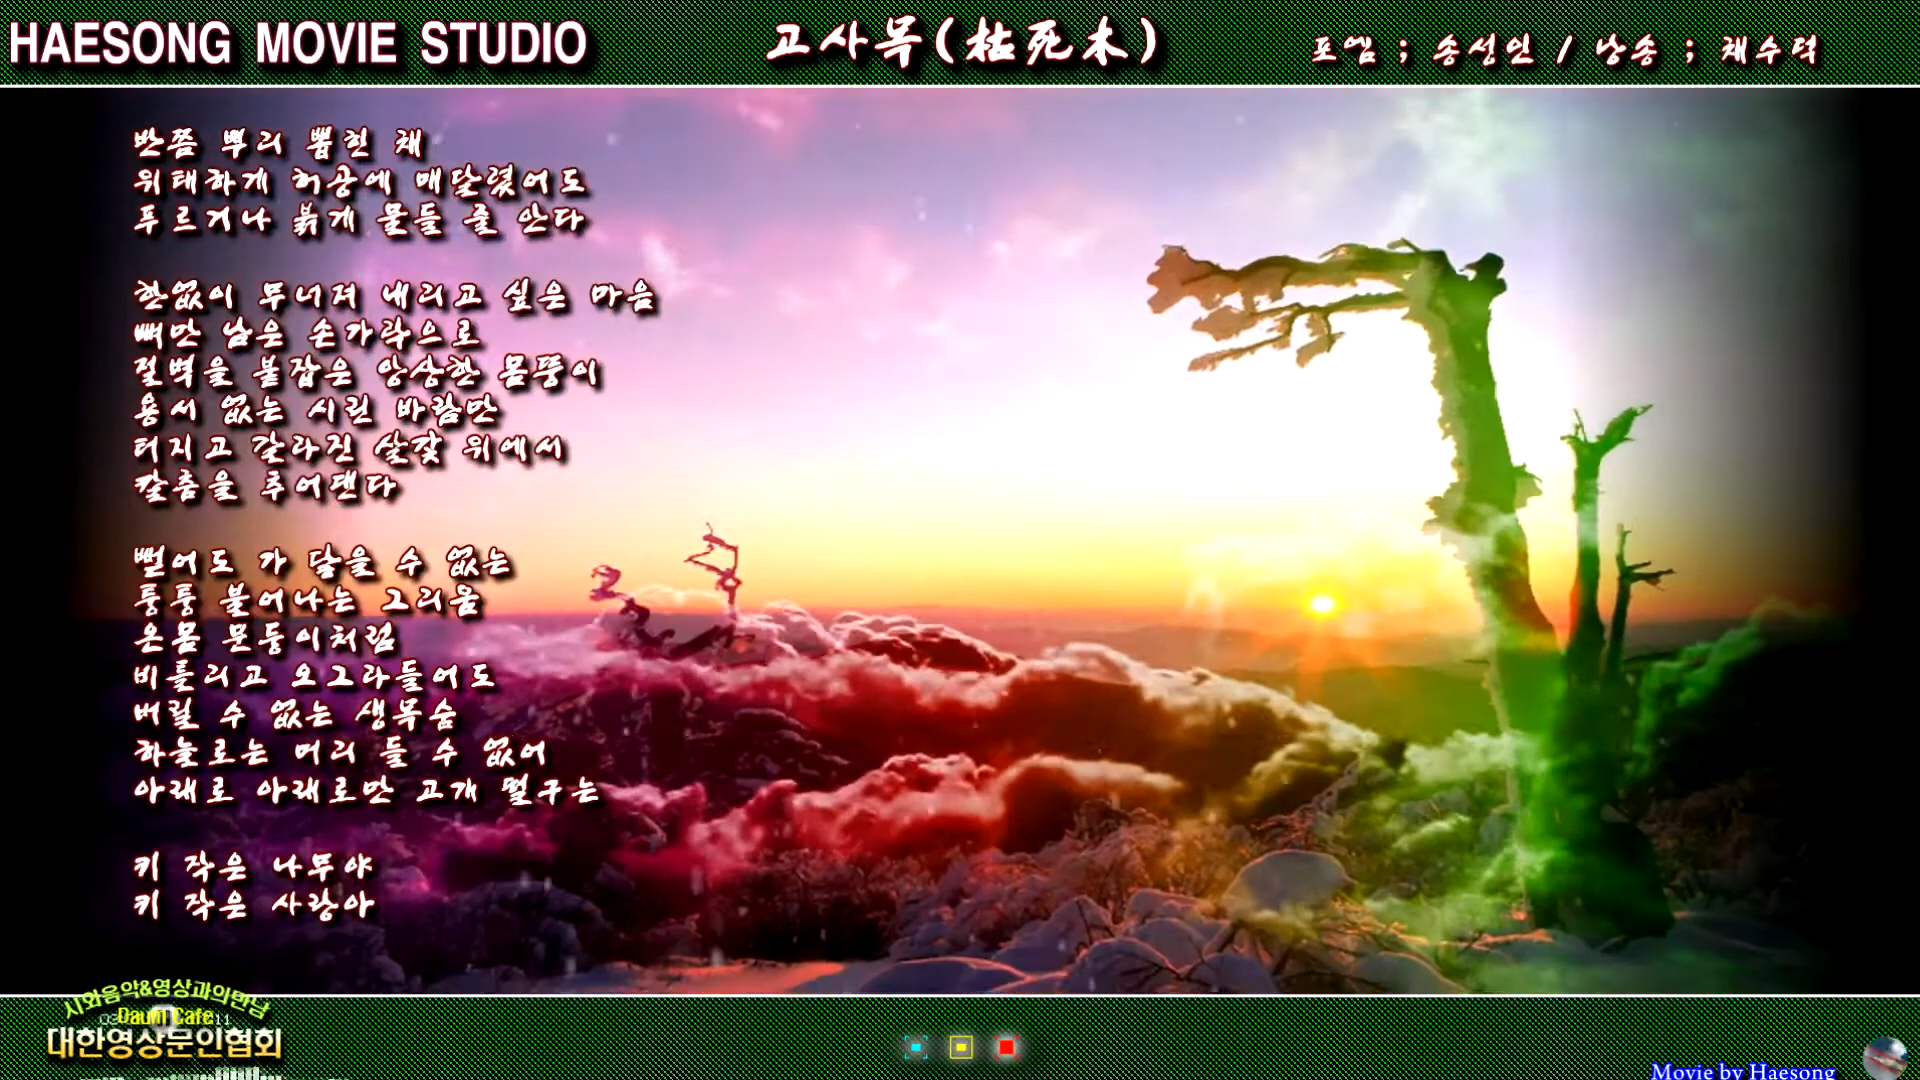 HAESONG MOVIE STUDIO
고사목(枯死木)
포엠 ; 송성인 / 낭송 ; 채수덕
반쯤 뿌리 뽑힌 채
위태하게 허공에 매달렸어도
푸르거나 붉게 물들 줄 안다
한없이 무너져 내리고 싶은 마음
뼈만 남은 손가락으로
절벽을 붙잡은 앙상한 몸뚱이
용서 없는 시린 바람만
터지고 갈라진 살갗 위에서
칼춤을 추어댄다
뻗어도 가 닿을 수 없는
퉁퉁 불어나는 그리움
온몸 문둥이처럼
비틀리고 오그라들어도
버릴 수 없는 생목숨
하늘로는 머리 들 수 없어
아래로 아래로만 고개 떨구는
키 작은 나무야
키 작은 사랑아
시와음악&영상과의만남
Daum Cafe
대한영상문인협회
Movie by Haesong